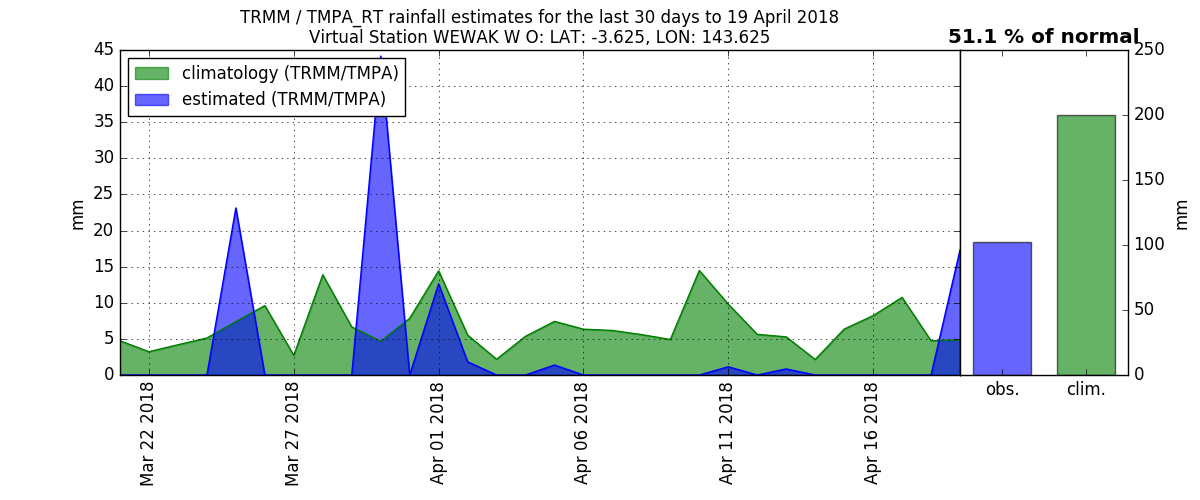 TRMM / TMPA_RT rainfall estimates for the last 30 days to 19 April 2018
Virtual Station WEWAK W O: LAT: -3.625, LON: 143.625
51.1 % of normal
climatology (TRMM/TMPA)
estimated (TRMM/TMPA)
mm
45
40
35
30
25
20
15
10
5
0
Mar 22 2018
Mar 27 2018
Apr 01 2018
Apr 06 2018
Apr 11 2018
Apr 16 2018
250
200
150
100
50
0
mm
obs.
clim.